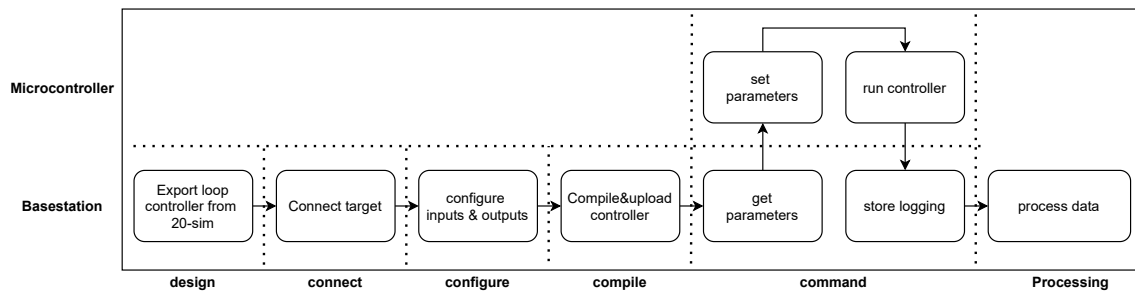 Microcontroller
set
parameters
run controller
Basestation
Export loop
controller from
20-sim
Connect target
configure
inputs & outputs
Compile&upload
controller
get
parameters
store logging
process data
design
connect
configure
compile
command
Processing